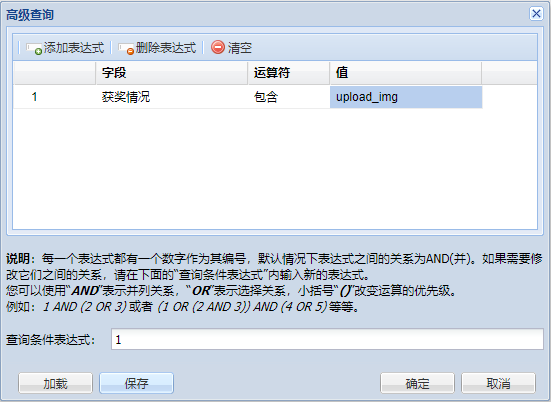 高级查询
添加表达式 删除表达式 清空
字段 运算符 值
1 获奖情况 包含 upload_img
说明：每一个表达式都有一个数字作为其编号，默认情况下表达式之间的关系为AND(并)。如果需要修
改它们之间的关系，请在下面的“查询条件表达式”内输入新的表达式。
您可以使用“AND”表示并列关系，“OR”表示选择关系，小括号“()”改变运算的优先级。
例如：1 AND (2 OR 3)或者 (1 OR (2 AND 3)) AND (4 OR 5)等等。
查询条件表达式： 1
加载 保存 确定 取消